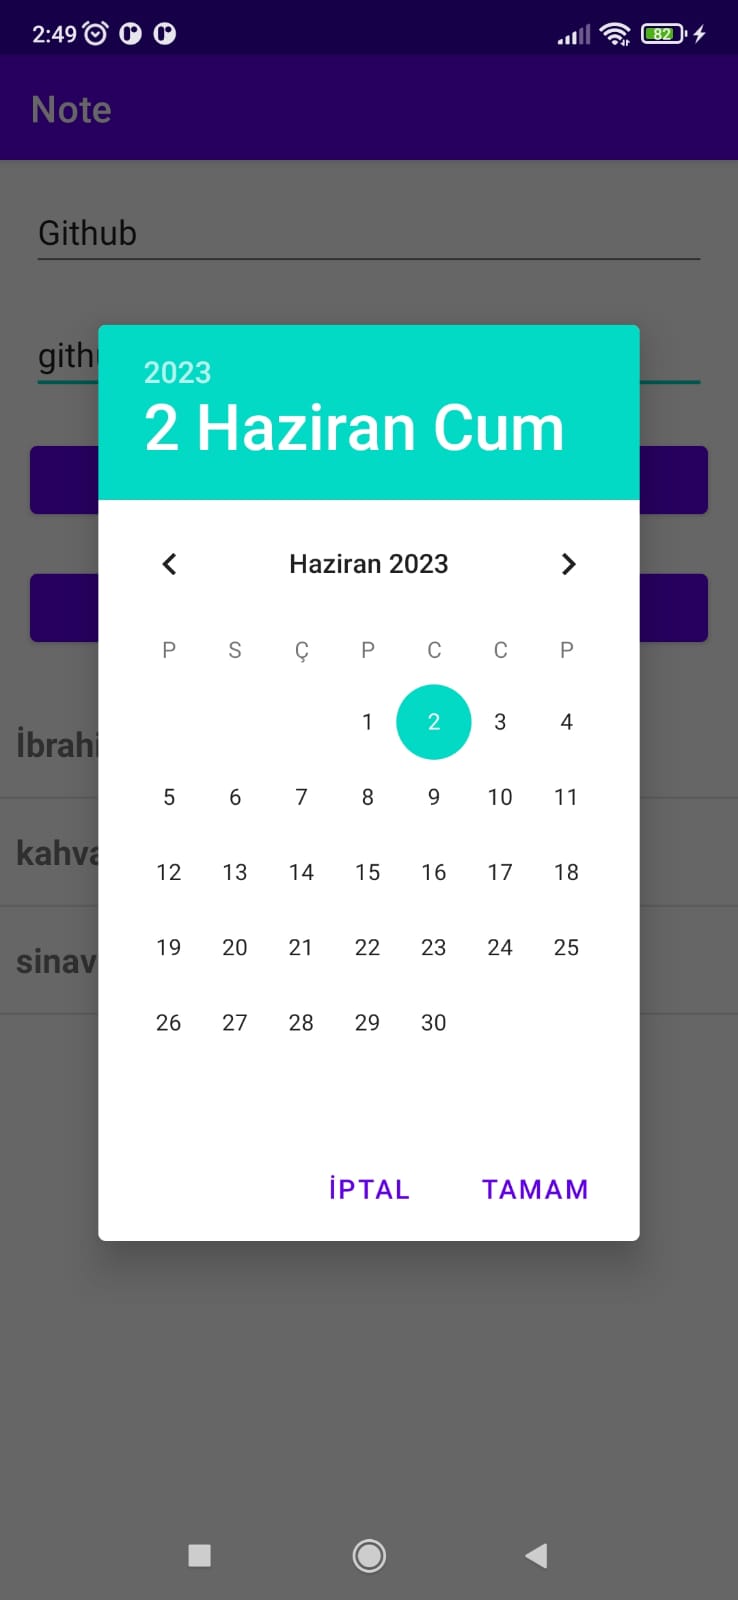 2:49 82
Note
Github
gith
2023
2 Haziran Cum
Haziran 2023
P S Ç P C C P
1 2 3 4
5 6 7 8 9 10 11
12 13 14 15 16 17 18
19 20 21 22 23 24 25
26 27 28 29 30
İbrahi
kahva
sinav
İPTAL TAMAM